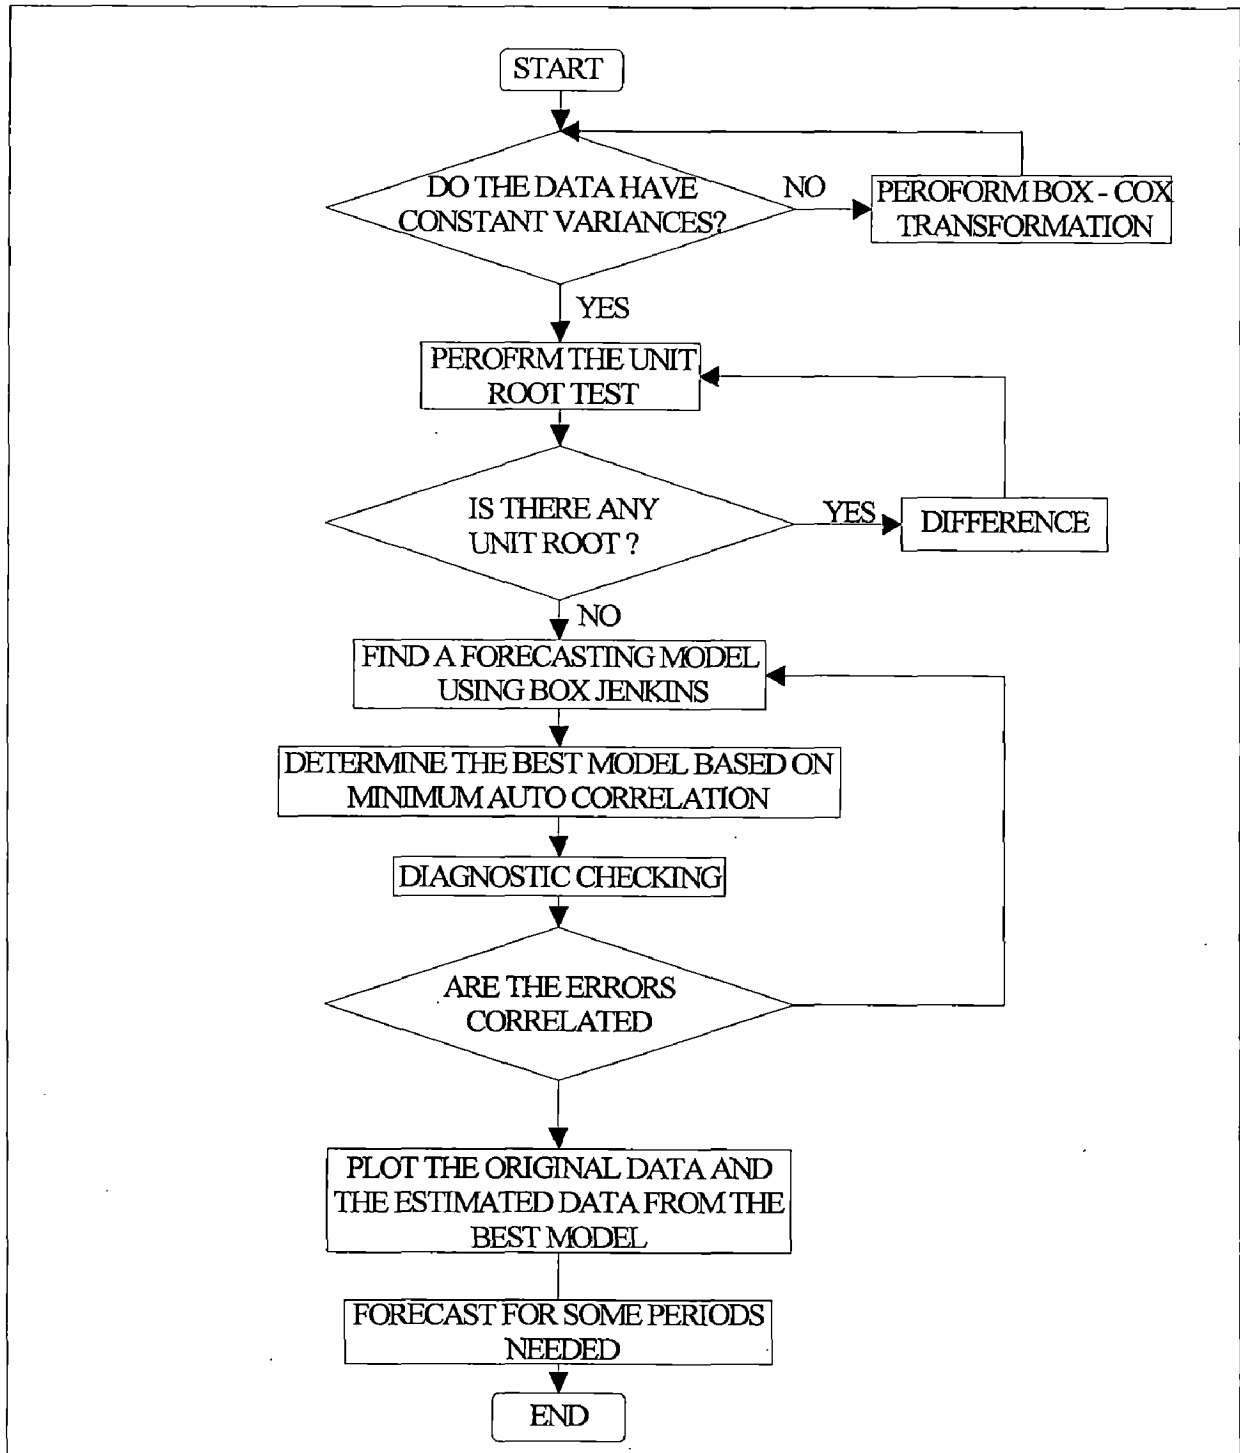 START
DO THE DATA HAVE
CONSTANT VARIANCES?
NO
PEROFORM BOX - COX
TRANSFORMATION
YES
PEROFRM THE UNIT
ROOT TEST
IS THERE ANY
UNIT ROOT ?
YES
DIFFERENCE
NO
FIND A FORECASTING MODEL
USING BOX JENKINS
DETERMINE THE BEST MODEL BASED ON
MINIMUM AUTO CORRELATION
DIAGNOSTIC CHECKING
ARE THE ERRORS
CORRELATED
PLOT THE ORIGINAL DATA AND
THE ESTIMATED DATA FROM THE
BEST MODEL
FORECAST FOR SOME PERIODS
NEEDED
END